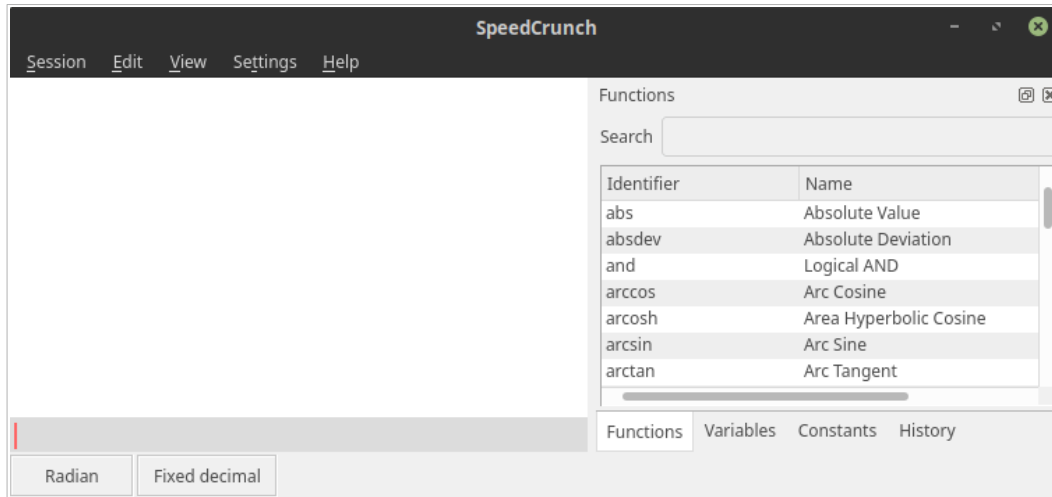 SpeedCrunch
Session Edit View Settings Help
Functions
Search
Identifier Name
abs Absolute Value
absdev Absolute Deviation
and Logical AND
arccos Arc Cosine
arcosh Area Hyperbolic Cosine
arcsin Arc Sine
arctan Arc Tangent
Functions Variables Constants History
Radian Fixed decimal